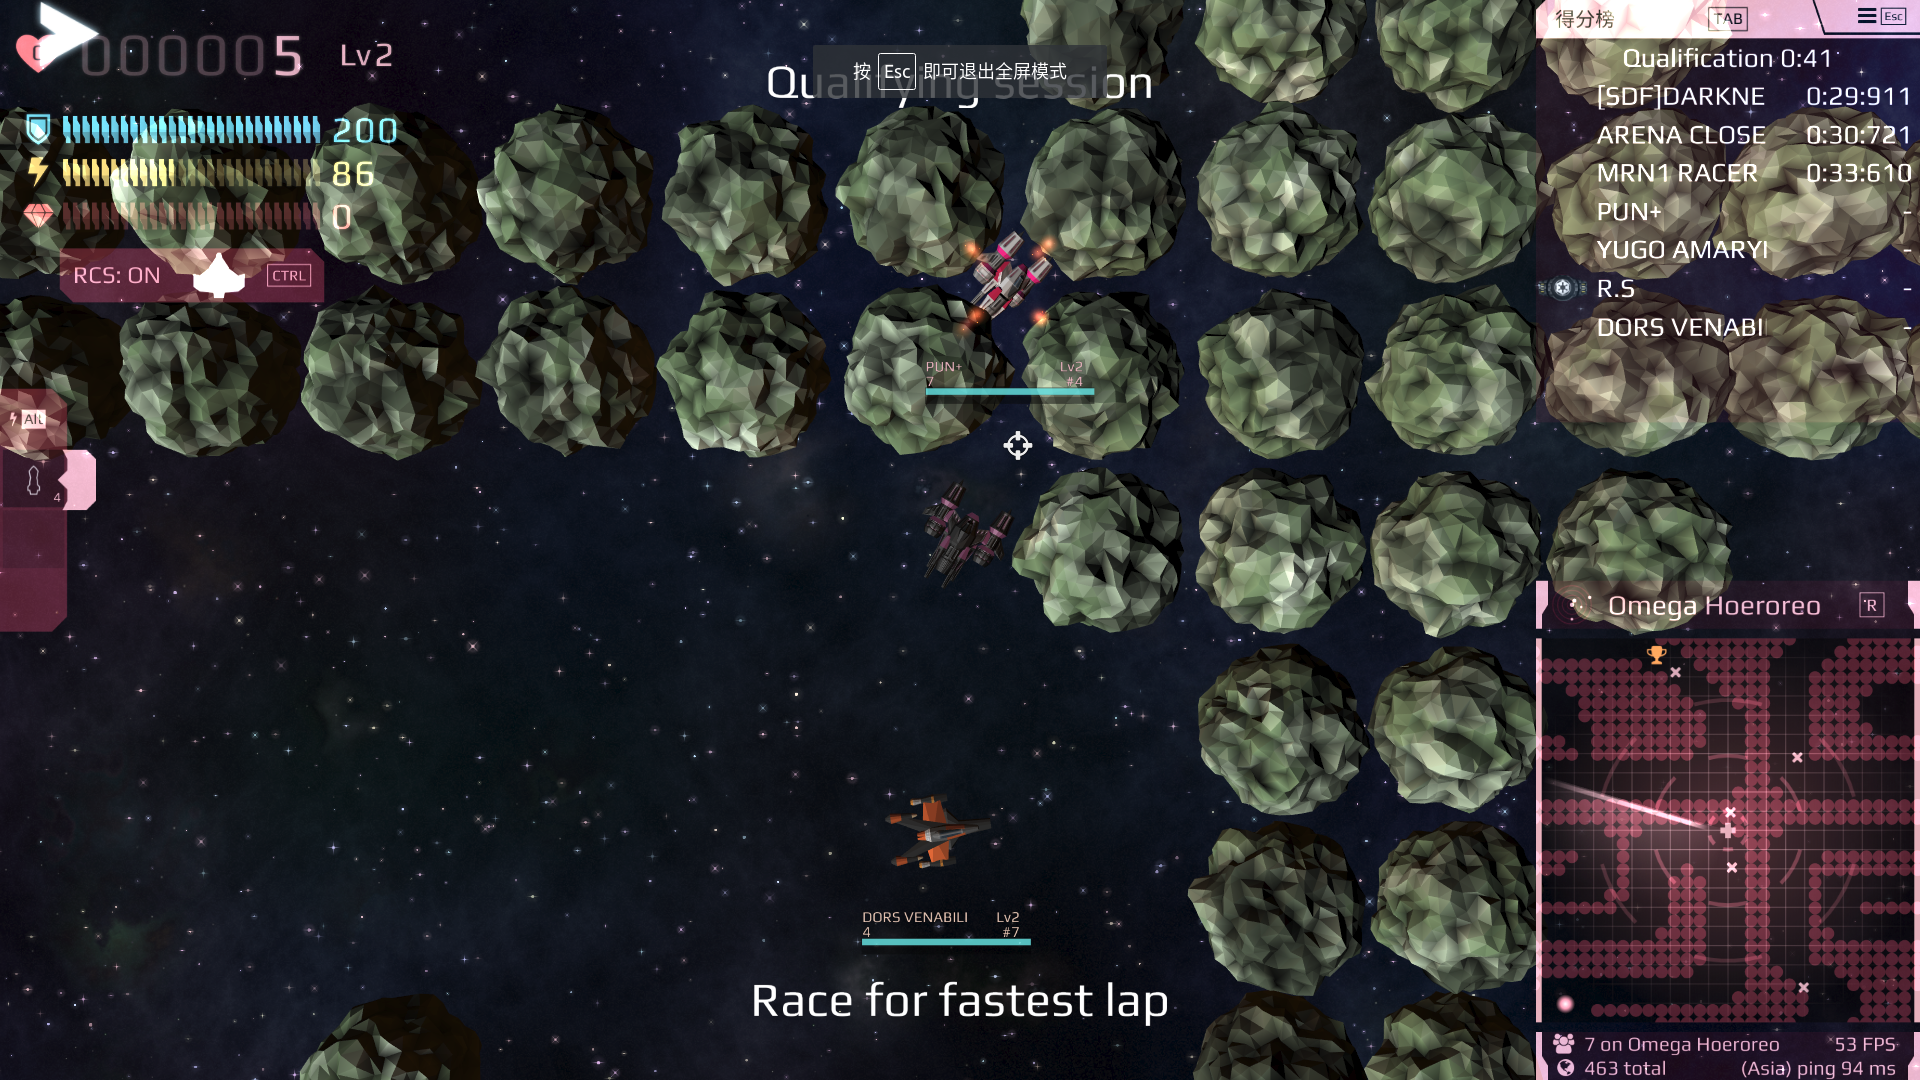 0000005
Lv2
200
86
0
RCS: ON
CTRL
Alt
4
Qualifying session
按 Esc 即可退出全屏模式
PUN+ Lv2
7 #4
DORS VENABILI Lv2
4 #7
Race for fastest lap
得分榜 TAB
Esc
Qualification 0:41
[SDF]DARKNE 0:29:911
ARENA CLOSE 0:30:721
MRN1 RACER 0:33:610
PUN+ -
YUGO AMARYI -
R.S -
DORS VENABI -
Omega Hoeroreo R
7 on Omega Hoeroreo 53 FPS
463 total (Asia) ping 94 ms